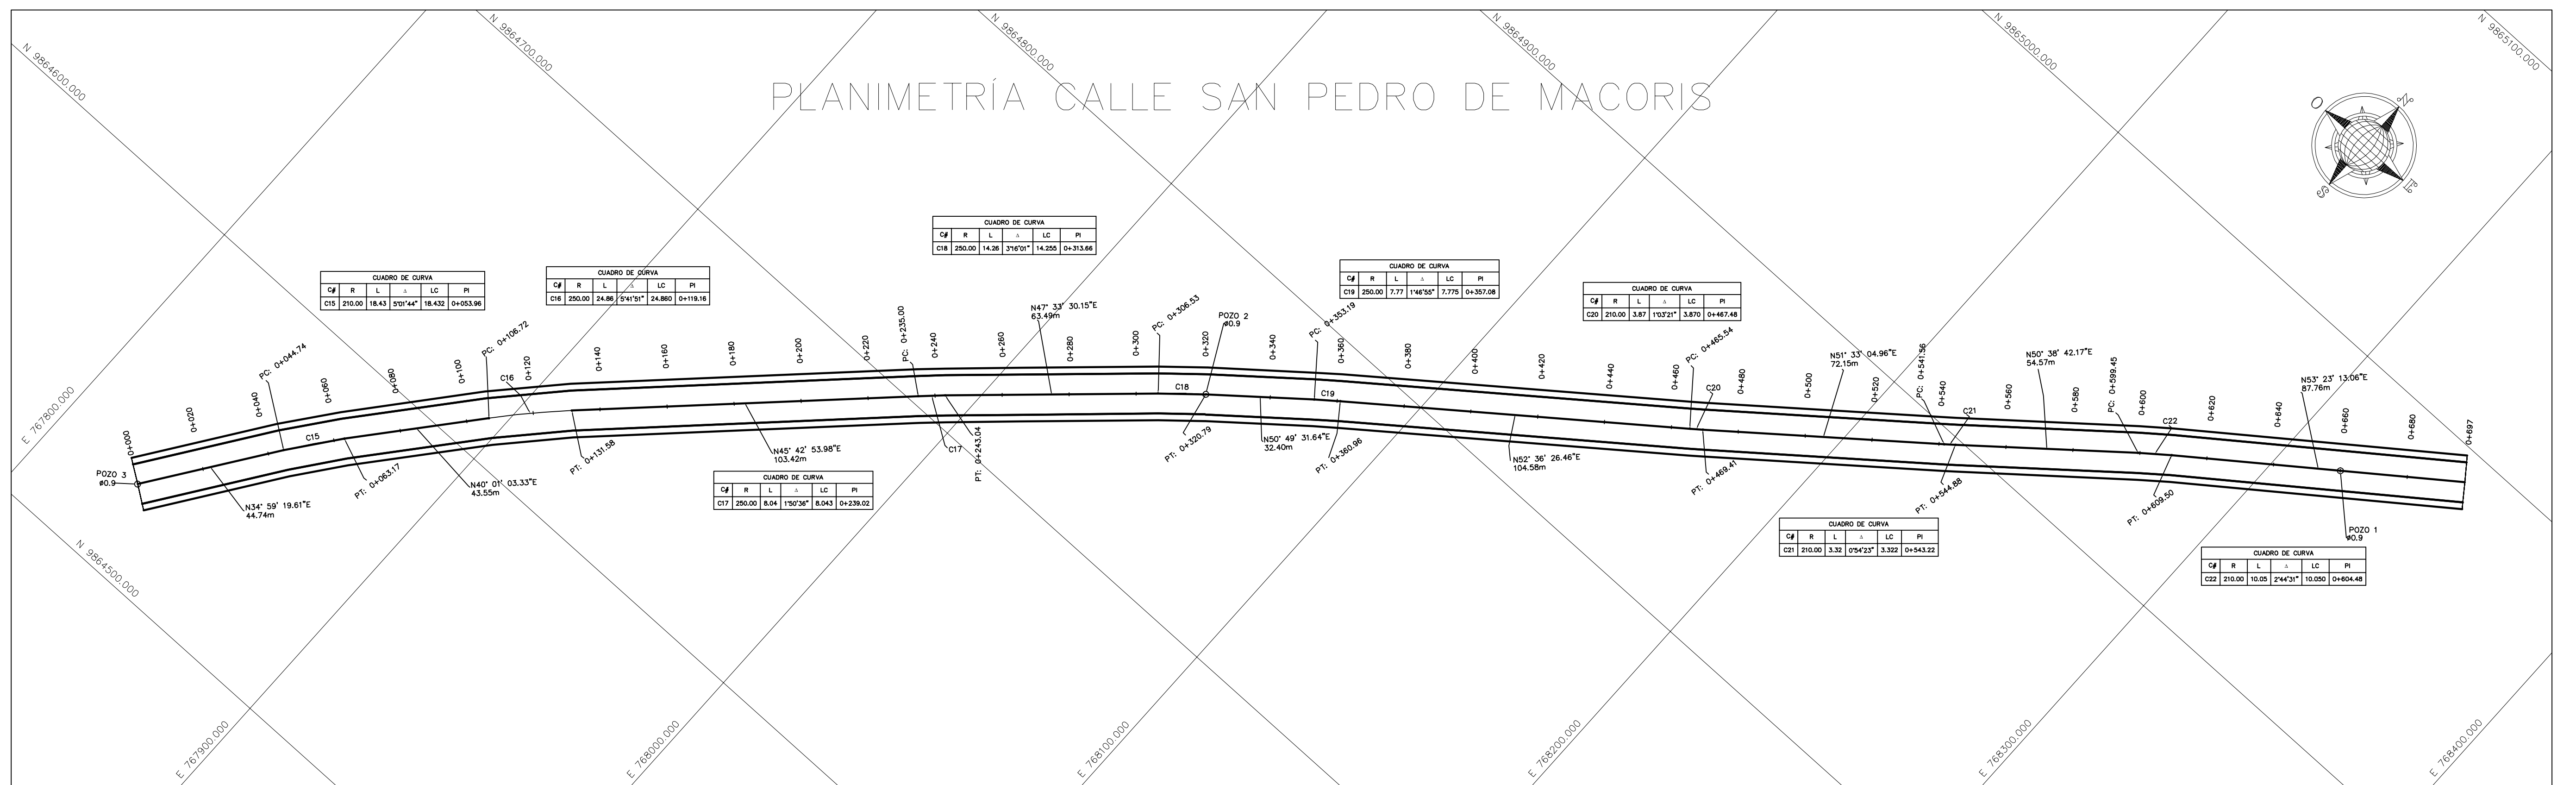 PLANIMETRÍA CALLE SAN PEDRO DE MACORIS
N 9864600.000
N 9864700.000
N 9864800.000
N 9864900.000
N 9865000.000
N 9865100.000
O
N
S
E
CUADRO DE CURVA
C# R L Δ LC PI
C15 210.00 18.43 5°01'44" 18.432 0+053.96
CUADRO DE CURVA
C# R L Δ LC PI
C16 250.00 24.86 5°41'51" 24.860 0+119.16
CUADRO DE CURVA
C# R L Δ LC PI
C18 250.00 14.26 3°16'01" 14.255 0+313.66
CUADRO DE CURVA
C# R L Δ LC PI
C19 250.00 7.77 1°46'55" 7.775 0+357.08
CUADRO DE CURVA
C# R L Δ LC PI
C20 210.00 3.87 1°03'21" 3.870 0+467.48
0+000
0+020
0+040
PC: 0+044.74
0+060
0+080
0+100
PC: 0+106.72
C16
0+120
0+140
0+160
0+180
0+200
0+220
PC: 0+235.00
0+240
0+260
N47° 33' 30.15"E
63.49m
0+280
0+300
PC: 0+306.53
0+320
POZO 2
ø0.9
0+340
PC: 0+353.19
0+360
0+380
0+400
0+420
0+440
0+460
PC: 0+465.54
C20
0+480
0+500
N51° 33' 04.96"E
72.15m
0+520
PC: 0+541.56
0+540
C21
0+560
N50° 38' 42.17"E
54.57m
0+580
PC: 0+599.45
0+600
C22
0+620
0+640
N53° 23' 13.06"E
87.76m
0+660
0+680
0+697
C15
C18
C19
POZO 3
ø0.9
N34° 59' 19.61"E
44.74m
PT: 0+063.17
N40° 01' 03.33"E
43.55m
PT: 0+131.58
N45° 42' 53.98"E
103.42m
C17
PT: 0+243.04
PT: 0+320.79
N50° 49' 31.64"E
32.40m
PT: 0+360.96
N52° 36' 26.46"E
104.58m
PT: 0+469.41
PT: 0+544.88
PT: 0+609.50
POZO 1
ø0.9
CUADRO DE CURVA
C# R L Δ LC PI
C17 250.00 8.04 1°50'36" 8.043 0+239.02
CUADRO DE CURVA
C# R L Δ LC PI
C21 210.00 3.32 0°54'23" 3.322 0+543.22
CUADRO DE CURVA
C# R L Δ LC PI
C22 210.00 10.05 2°44'31" 10.050 0+604.48
N 9864500.000
E 767800.000
E 767900.000
E 768000.000
E 768100.000
E 768200.000
E 768300.000
E 768400.000